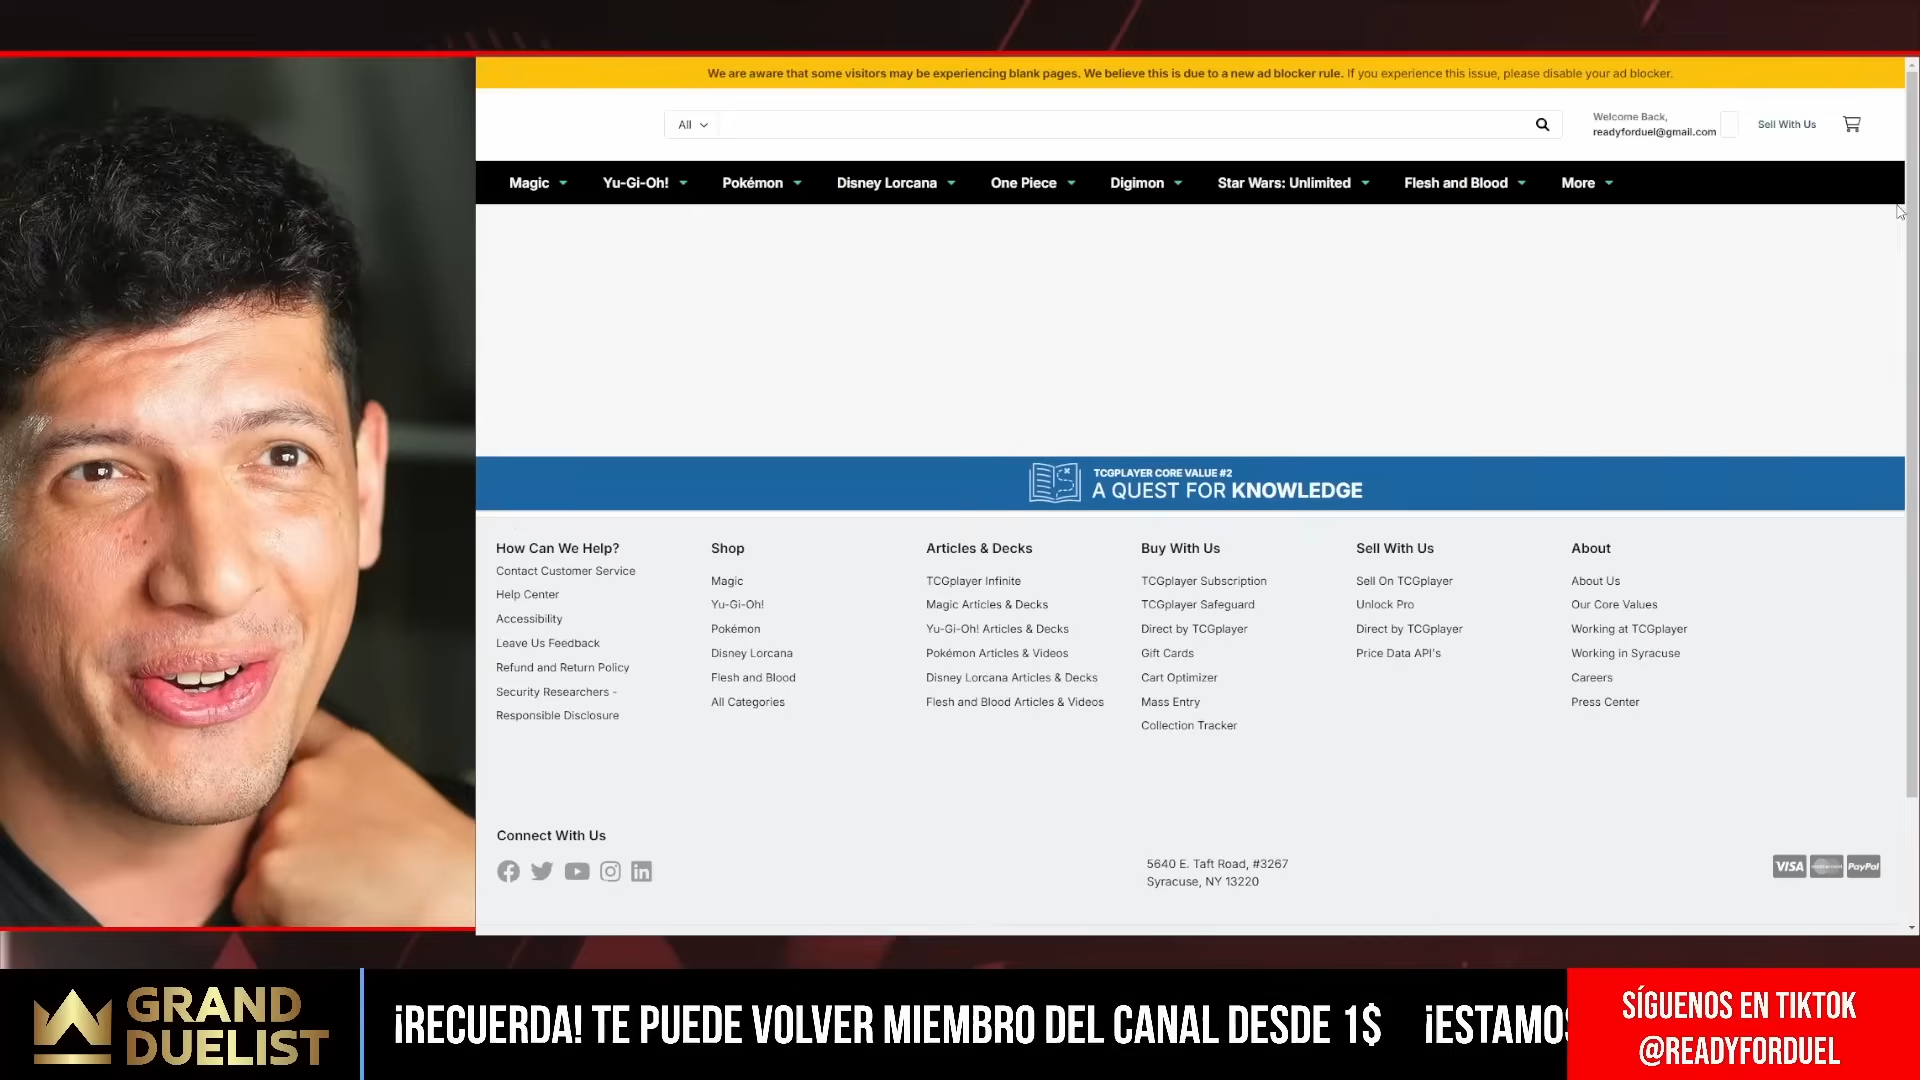 We are aware that some visitors may be experiencing blank pages. We believe this is due to a new ad blocker rule. If you experience this issue, please disable your ad blocker.
All
Welcome Back,
readyforduel@gmail.com
Sell With Us
Magic
Yu-Gi-Oh!
Pokémon
Disney Lorcana
One Piece
Digimon
Star Wars: Unlimited
Flesh and Blood
More
TCGPLAYER CORE VALUE #2
A QUEST FOR KNOWLEDGE
How Can We Help?
Contact Customer Service
Help Center
Accessibility
Leave Us Feedback
Refund and Return Policy
Security Researchers -
Responsible Disclosure
Shop
Magic
Yu-Gi-Oh!
Pokémon
Disney Lorcana
Flesh and Blood
All Categories
Articles & Decks
TCGplayer Infinite
Magic Articles & Decks
Yu-Gi-Oh! Articles & Decks
Pokémon Articles & Videos
Disney Lorcana Articles & Decks
Flesh and Blood Articles & Videos
Buy With Us
TCGplayer Subscription
TCGplayer Safeguard
Direct by TCGplayer
Gift Cards
Cart Optimizer
Mass Entry
Collection Tracker
Sell With Us
Sell On TCGplayer
Unlock Pro
Direct by TCGplayer
Price Data API's
About
About Us
Our Core Values
Working at TCGplayer
Working in Syracuse
Careers
Press Center
Connect With Us
5640 E. Taft Road, #3267
Syracuse, NY 13220
VISA
PayPal
GRAND
DUELIST
¡RECUERDA! TE PUEDE VOLVER MIEMBRO DEL CANAL DESDE 1$ ¡ESTAMOS
SÍGUENOS EN TIKTOK
@READYFORDUEL